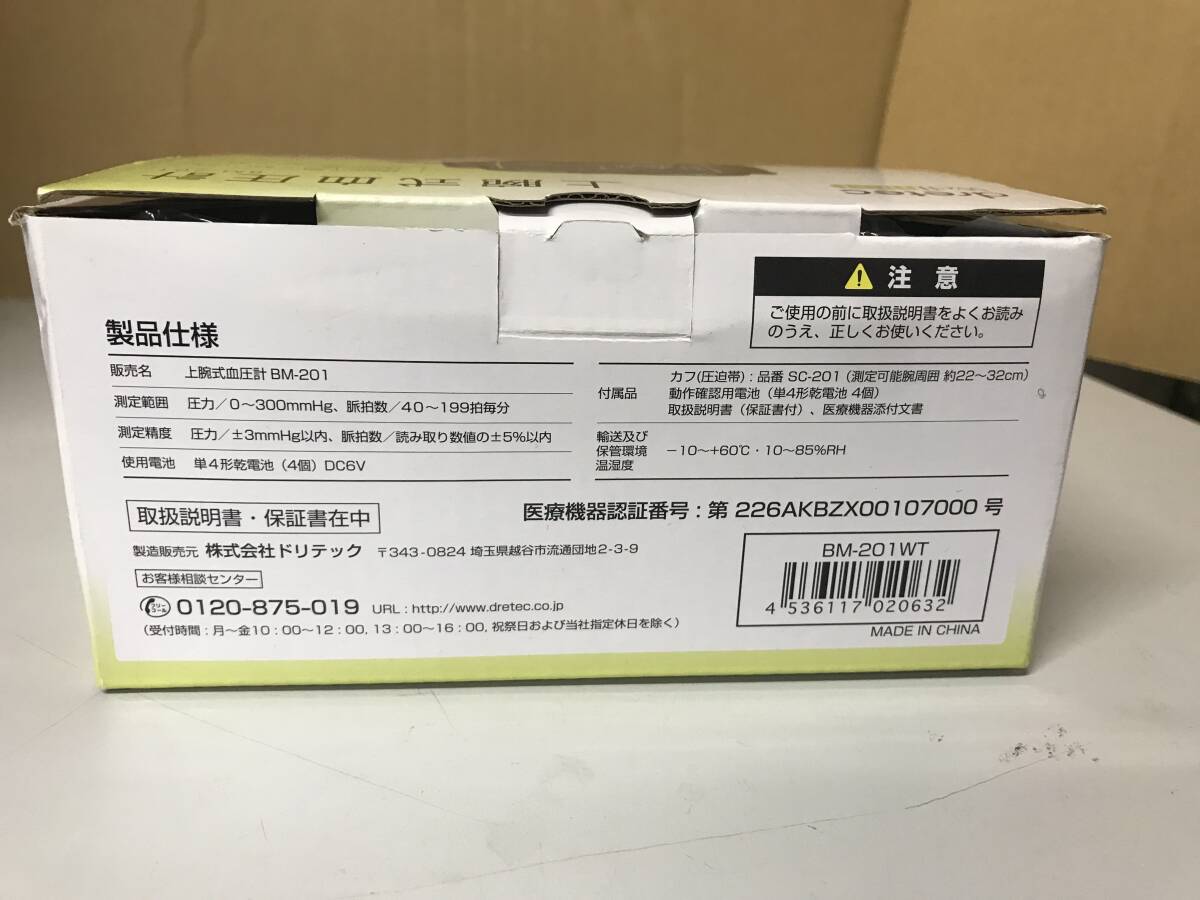 上腕式血圧計
dretec
注意
ご使用の前に取扱説明書をよくお読み
のうえ、正しくお使いください。
製品仕様
販売名 上腕式血圧計 BM-201
測定範囲 圧力／0～300mmHg、脈拍数／40～199拍毎分
測定精度 圧力／±3mmHg以内、脈拍数／読み取り数値の±5%以内
使用電池 単4形乾電池（4個）DC6V
付属品 カフ(圧迫帯)：品番 SC-201（測定可能腕周囲 約22～32cm）
動作確認用電池（単4形乾電池 4個）
取扱説明書（保証書付）、医療機器添付文書
輸送及び
保管環境 －10～+60℃・10～85%RH
温湿度
取扱説明書・保証書在中
医療機器認証番号：第 226AKBZX00107000 号
製造販売元 株式会社ドリテック 〒343-0824 埼玉県越谷市流通団地2-3-9
お客様相談センター
フリーコール 0120-875-019 URL：http://www.dretec.co.jp
（受付時間：月～金10：00～12：00, 13：00～16：00, 祝祭日および当社指定休日を除く）
BM-201WT
4 536117 020632
MADE IN CHINA